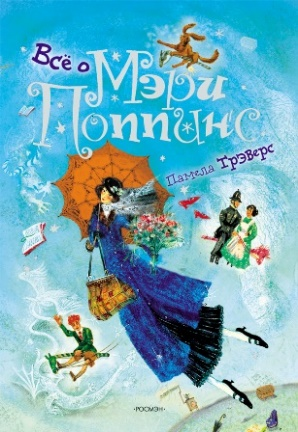 Всё о
Мэри
Поппинс
Памела Трэверс
•РОСМЭН•